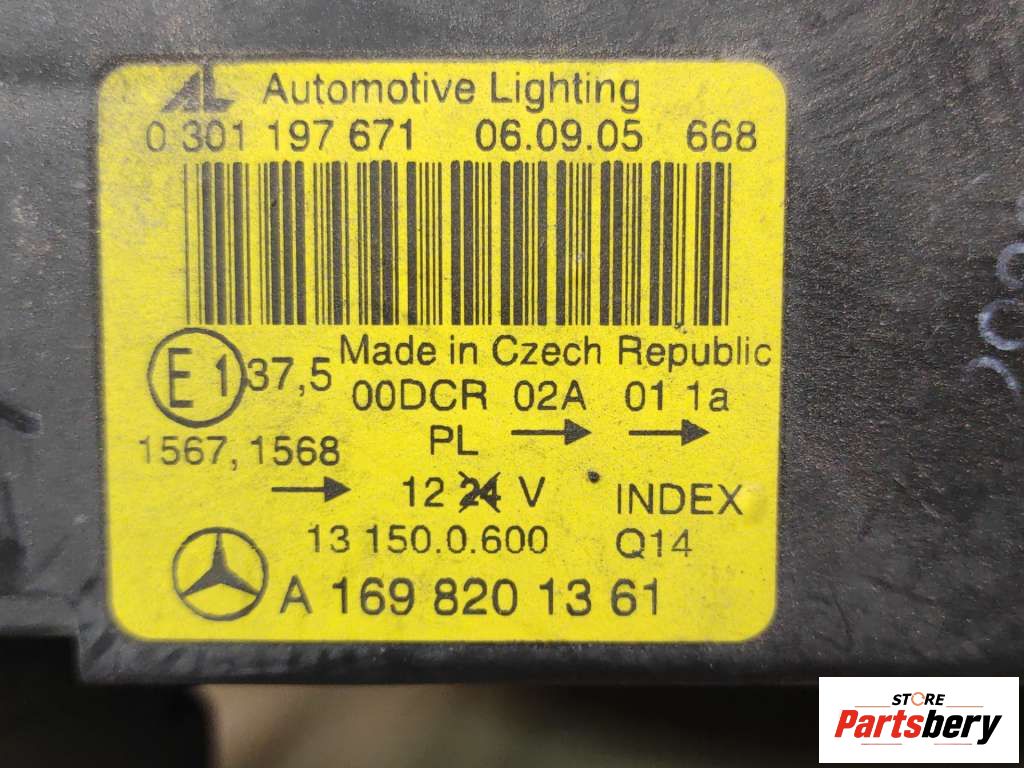 AL Automotive Lighting
0 301 197 671 06.09.05 668
Made in Czech Republic
E1 37,5
00DCR 02A 01 1a
PL → →
1567, 1568
→
12 24 V
INDEX
13 150.0.600 Q14
A 169 820 13 61
STORE
Partsbery